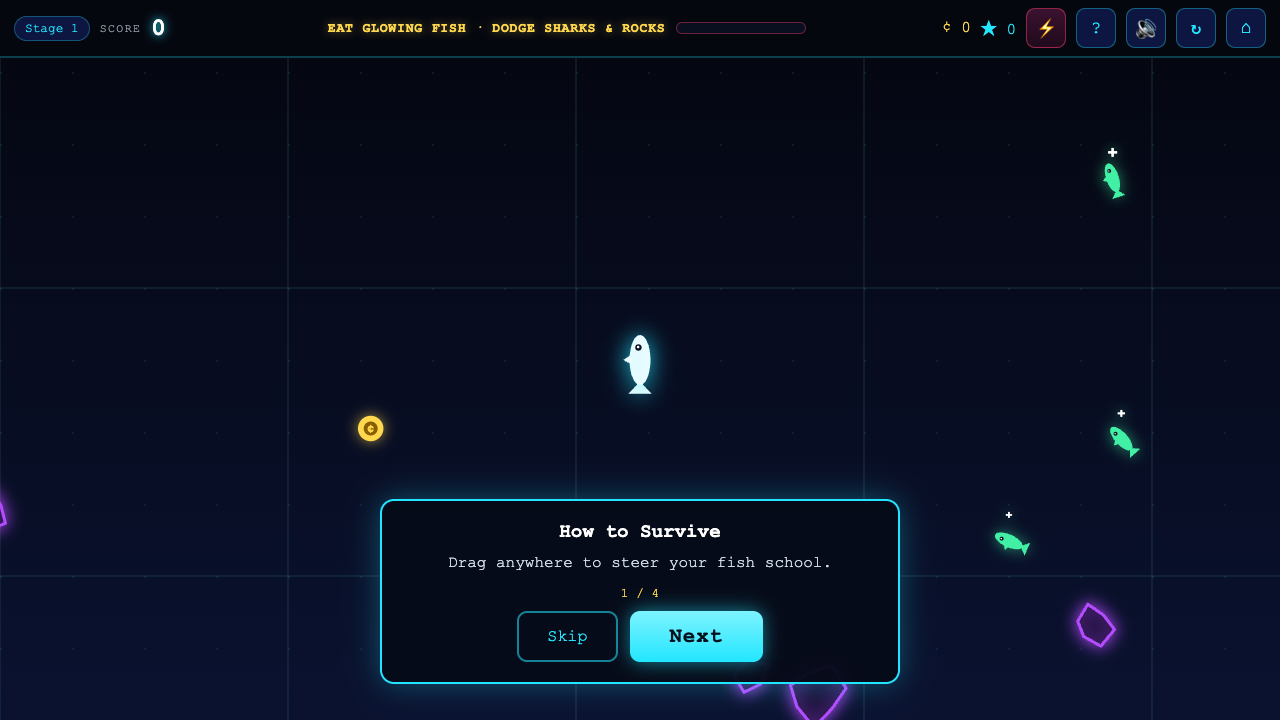 Stage 1 SCORE 0 EAT GLOWING FISH · DODGE SHARKS & ROCKS ¢ 0 ★ 0 ⚡ ? 🔊 ↻ ⌂
+
+
¢
+
How to Survive
Drag anywhere to steer your fish school.
1 / 4
Skip Next